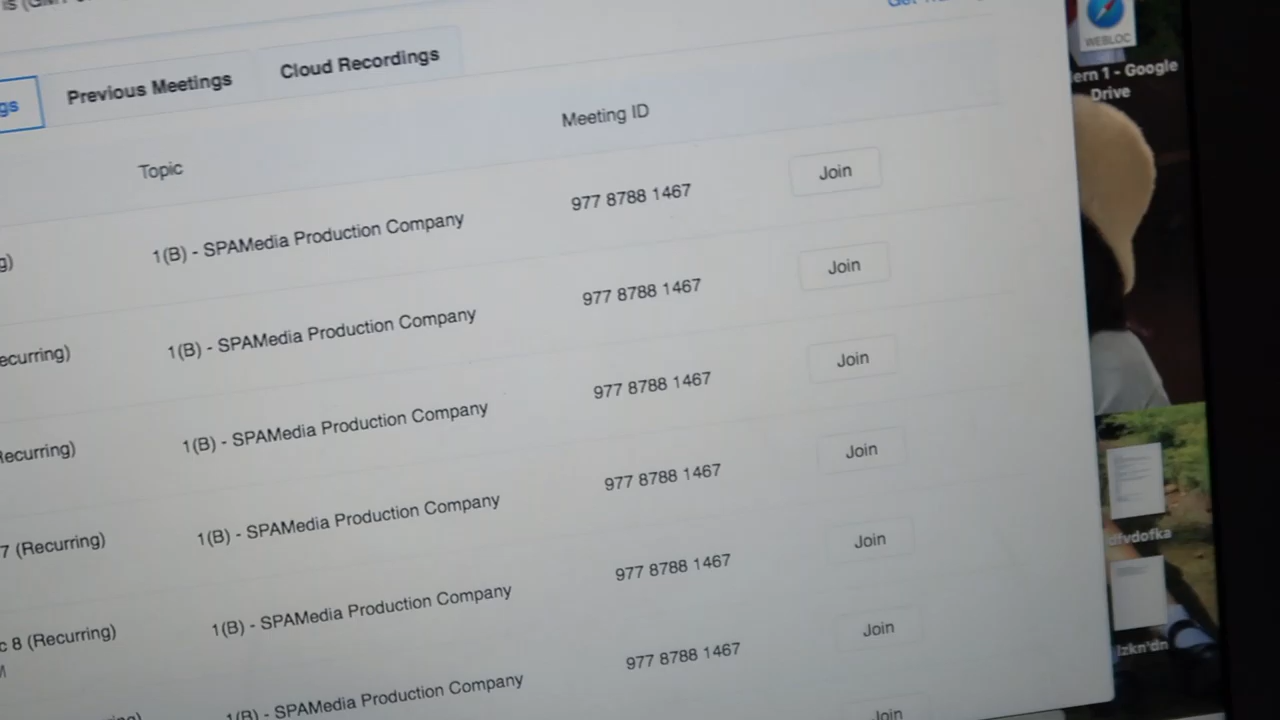 Previous Meetings
Cloud Recordings
Topic
Meeting ID
1(B) - SPAMedia Production Company
977 8788 1467
Join
ecurring)
1(B) - SPAMedia Production Company
977 8788 1467
Join
ecurring)
1(B) - SPAMedia Production Company
977 8788 1467
Join
7 (Recurring)
1(B) - SPAMedia Production Company
977 8788 1467
Join
c 8 (Recurring)
1(B) - SPAMedia Production Company
977 8788 1467
Join
1(B) - SPAMedia Production Company
977 8788 1467
Join
Join
WEBLOC
ern 1 - Google
Drive
dfvdofka
lzkn'dn